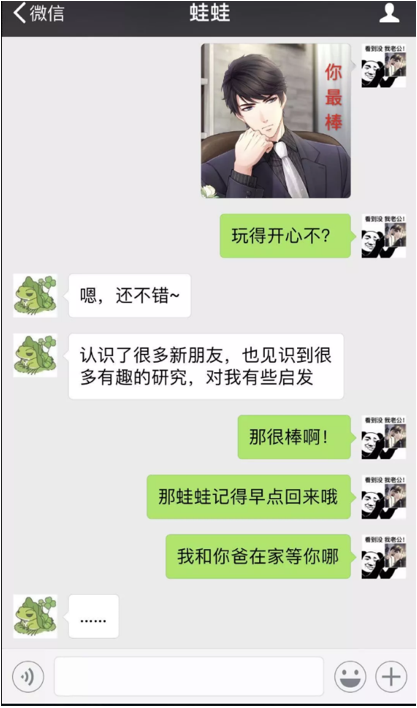 微信
蛙蛙
你最棒
看到没 我老公!
玩得开心不?
看到没 我老公!
嗯，还不错~
认识了很多新朋友，也见识到很
多有趣的研究，对我有些启发
那很棒啊!
看到没 我老公!
那蛙蛙记得早点回来哦
看到没 我老公!
我和你爸在家等你哪
看到没 我老公!
......